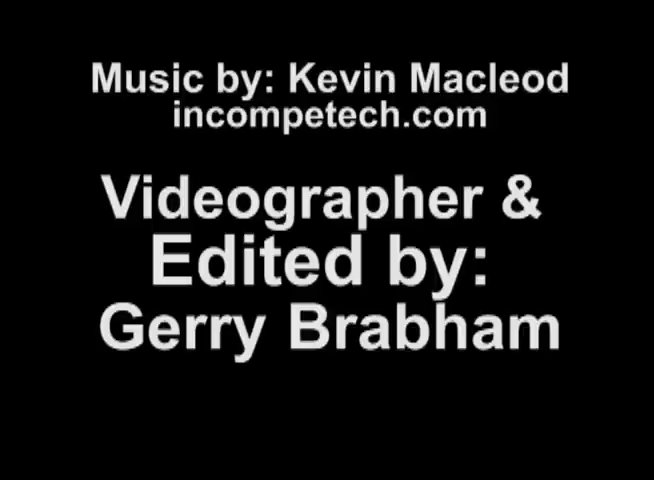 Music by: Kevin Macleod
incompetech.com
Videographer &
Edited by:
Gerry Brabham